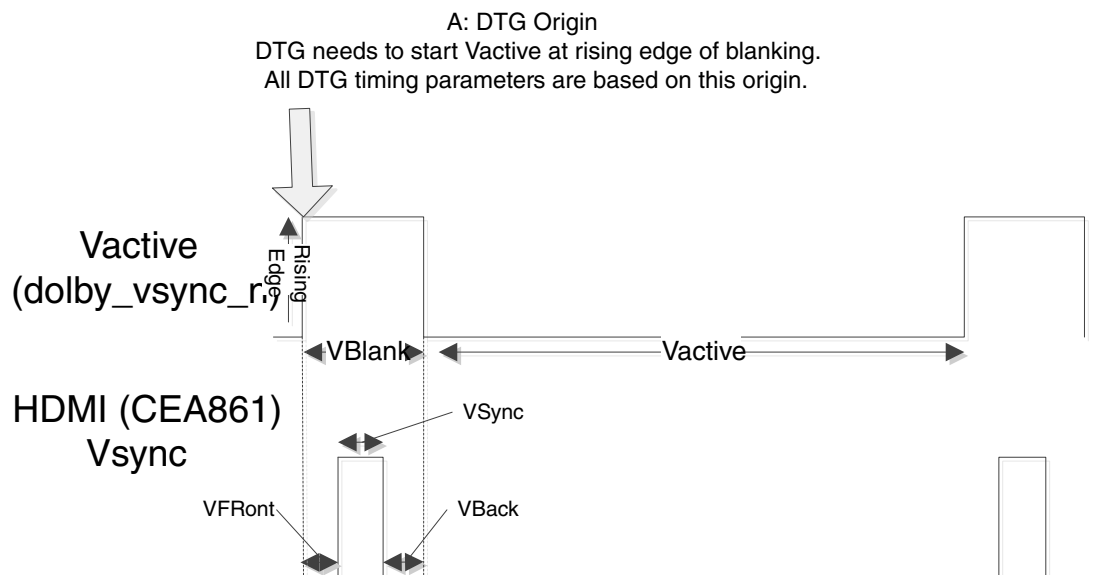 A: DTG Origin
DTG needs to start Vactive at rising edge of blanking.
All DTG timing parameters are based on this origin.
Vactive
(dolby_vsync_r.)
Rising
Edge
VBlank
Vactive
HDMI (CEA861)
Vsync
VSync
VFRont
VBack